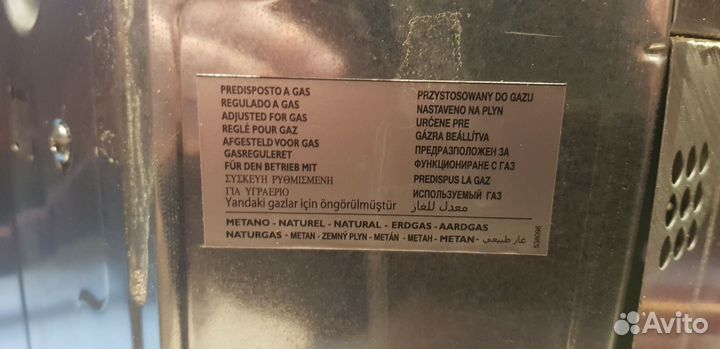 PREDISPOSTO A GAS
REGULADO A GAS
ADJUSTED FOR GAS
REGLÉ POUR GAZ
AFGESTELD VOOR GAS
GASREGULERET
FÜR DEN BETRIEB MIT
ΣΥΣΚΕΥΗ ΡΥΘΜΙΣΜΕΝΗ
ΓΙΑ ΥΓΡΑΕΡΙΟ
Yandaki gazlar için öngörülmüştür
PRZYSTOSOWANY DO GAZU
NASTAVENO NA PLYN
URČENE PRE
GÁZRA BEÁLLÍTVA
ПРЕДРАЗПОЛОЖЕН ЗА
ФУНКЦИОНИРАНЕ С ГАЗ
PREDISPUS LA GAZ
ИСПОЛЬЗУЕМЫЙ ГАЗ
معدل للغاز
METANO - NATUREL - NATURAL - ERDGAS - AARDGAS
NATURGAS - METAN - ZEMNÝ PLYN - METÁN - METAH - METAN - غاز طبيعي
538096
Avito